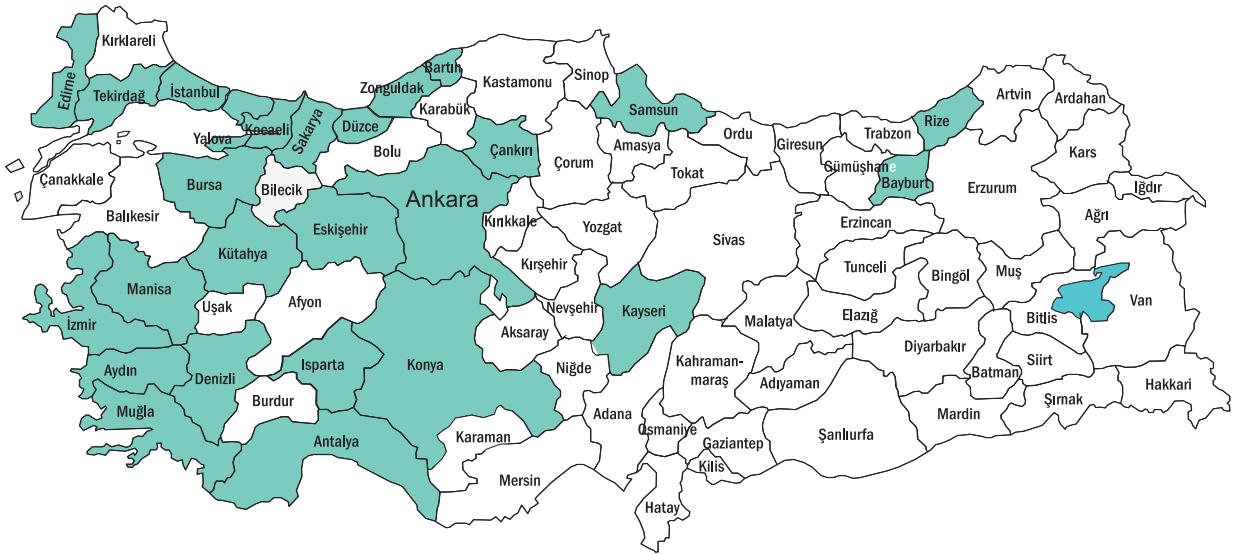 Kırklareli
Edirne
Tekirdağ
İstanbul
Yalova
Kocaeli
Sakarya
Düzce
Zonguldak
Bartın
Karabük
Kastamonu
Sinop
Samsun
Ordu
Giresun
Trabzon
Rize
Artvin
Ardahan
Kars
Iğdır
Ağrı
Erzurum
Bayburt
Gümüşhane
Erzincan
Tokat
Amasya
Çorum
Çankırı
Bolu
Bilecik
Bursa
Çanakkale
Balıkesir
Kütahya
Eskişehir
Ankara
Kırıkkale
Yozgat
Sivas
Tunceli
Bingöl
Muş
Bitlis
Van
Hakkari
Şırnak
Siirt
Batman
Mardin
Diyarbakır
Elazığ
Malatya
Adıyaman
Şanlıurfa
Gaziantep
Kilis
Hatay
Osmaniye
Kahraman-
maraş
Kayseri
Kırşehir
Nevşehir
Aksaray
Niğde
Adana
Mersin
Karaman
Konya
Antalya
Isparta
Burdur
Afyon
Uşak
Manisa
İzmir
Aydın
Denizli
Muğla